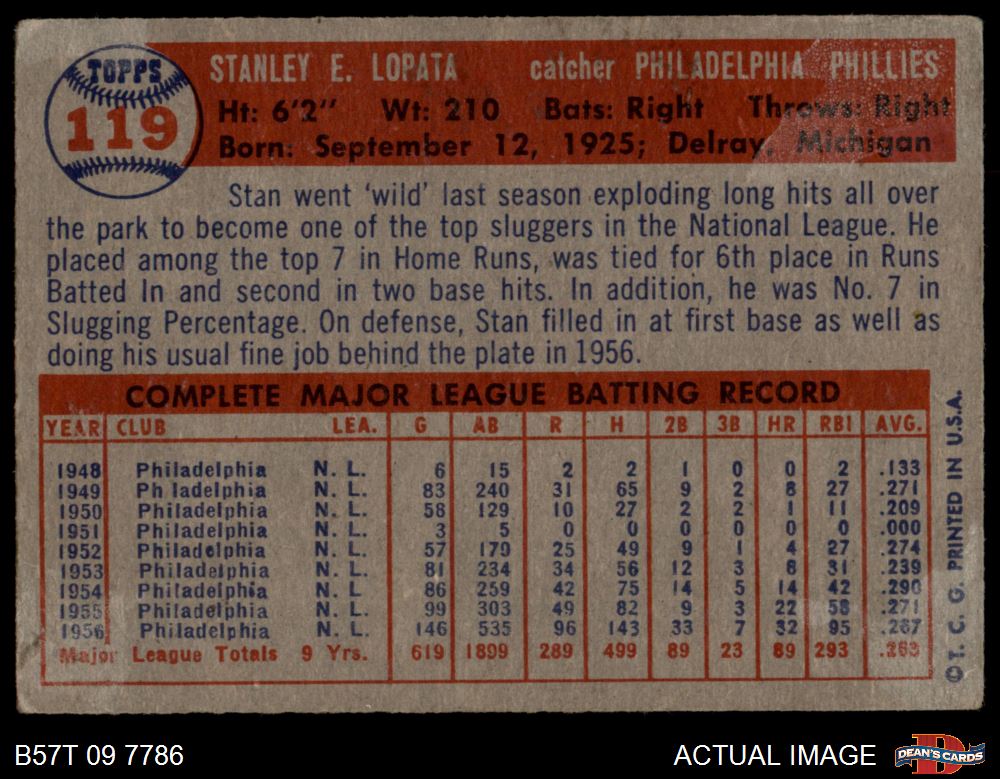 TOPPS
119
STANLEY E. LOPATA catcher PHILADELPHIA PHILLIES
Ht: 6'2" Wt: 210 Bats: Right Throws: Right
Born: September 12, 1925; Delray, Michigan
Stan went 'wild' last season exploding long hits all over
the park to become one of the top sluggers in the National League. He
placed among the top 7 in Home Runs, was tied for 6th place in Runs
Batted In and second in two base hits. In addition, he was No. 7 in
Slugging Percentage. On defense, Stan filled in at first base as well as
doing his usual fine job behind the plate in 1956.
COMPLETE MAJOR LEAGUE BATTING RECORD
YEAR CLUB LEA. G AB R H 2B 3B HR RBI AVG.
1948 Philadelphia N. L. 6 15 2 2 1 0 0 2 .133
1949 Ph ladelphia N. L. 83 240 31 65 9 2 8 27 .271
1950 Philadelphia N. L. 58 129 10 27 2 2 1 11 .209
1951 Philadelphia N. L. 3 5 0 0 0 0 0 0 .000
1952 Philadelphia N. L. 57 179 25 49 9 1 4 27 .274
1953 Philadelphia N. L. 81 234 34 56 12 3 8 31 .239
1954 Philadelphia N. L. 86 259 42 75 14 5 14 42 .290
1955 Philadelphia N. L. 99 303 49 82 9 3 22 58 .271
1956 Philadelphia N. L. 146 535 96 143 33 7 32 95 .267
Major League Totals 9 Yrs. 619 1899 289 499 89 23 89 293 .263
©T. C. G. PRINTED IN U.S.A.
B57T 09 7786 ACTUAL IMAGE
DEAN'S CARDS